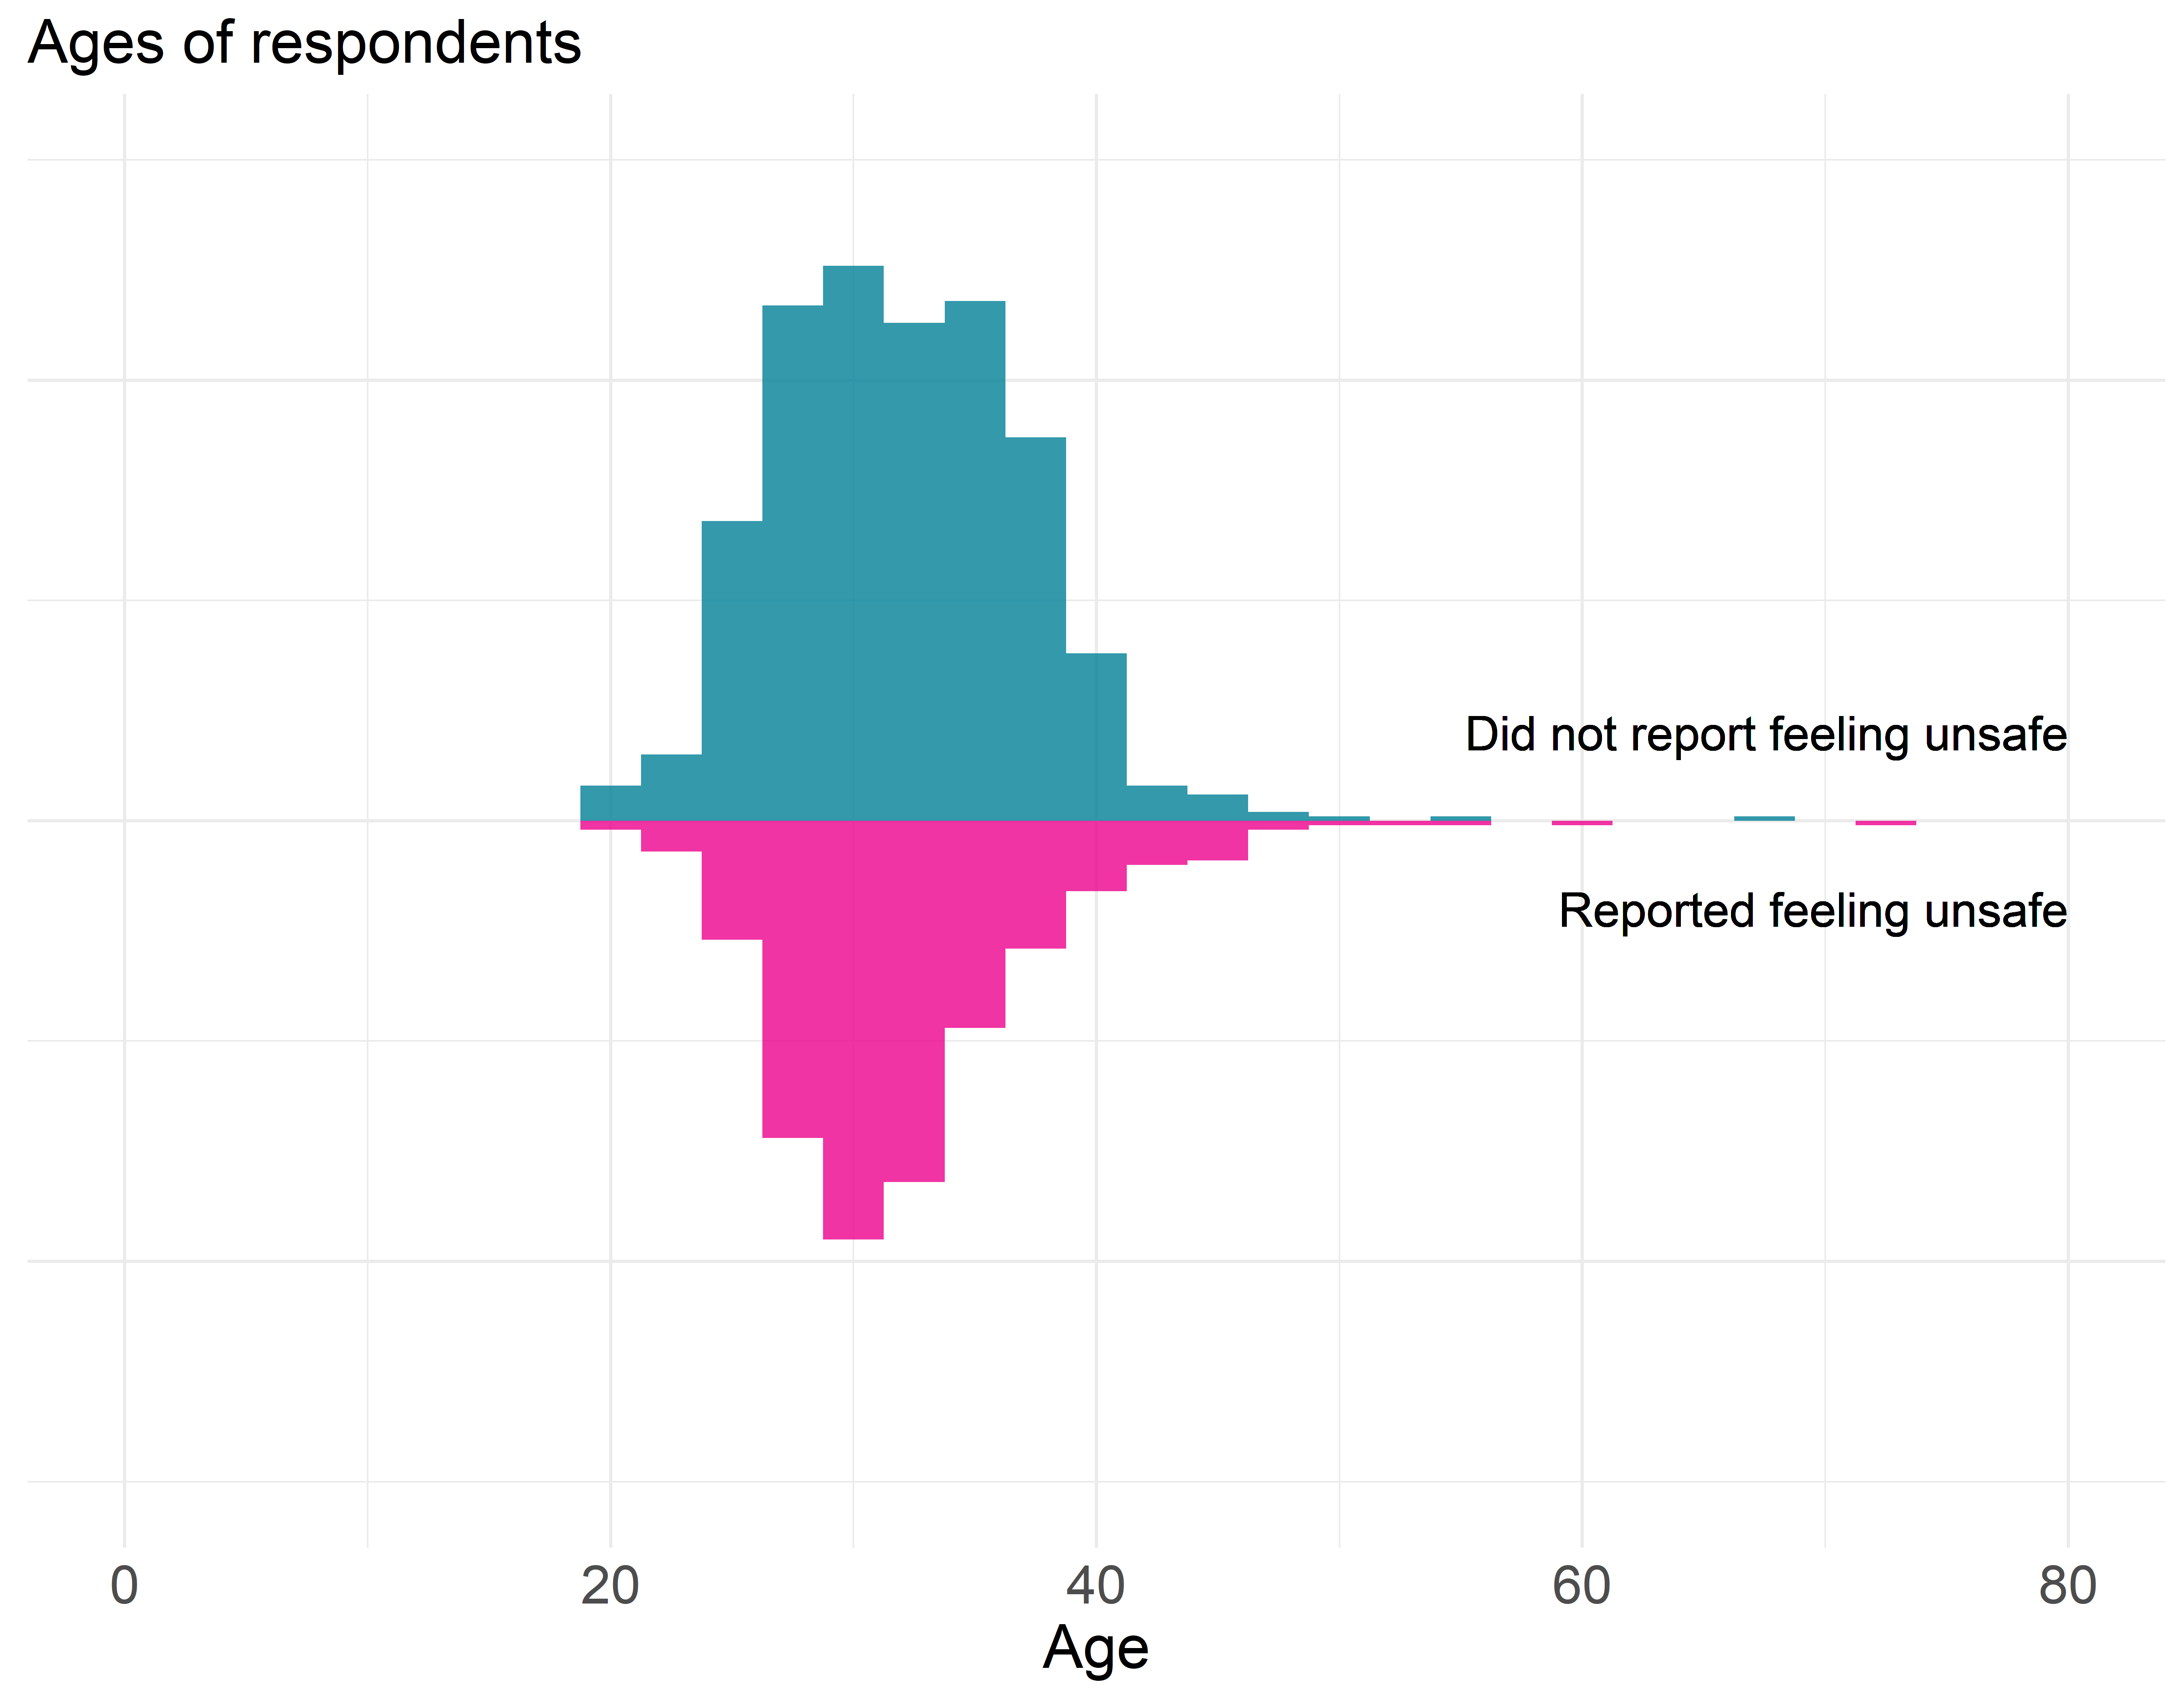 Ages of respondents
Did not report feeling unsafe
Reported feeling unsafe
0 20 40 60 80
Age